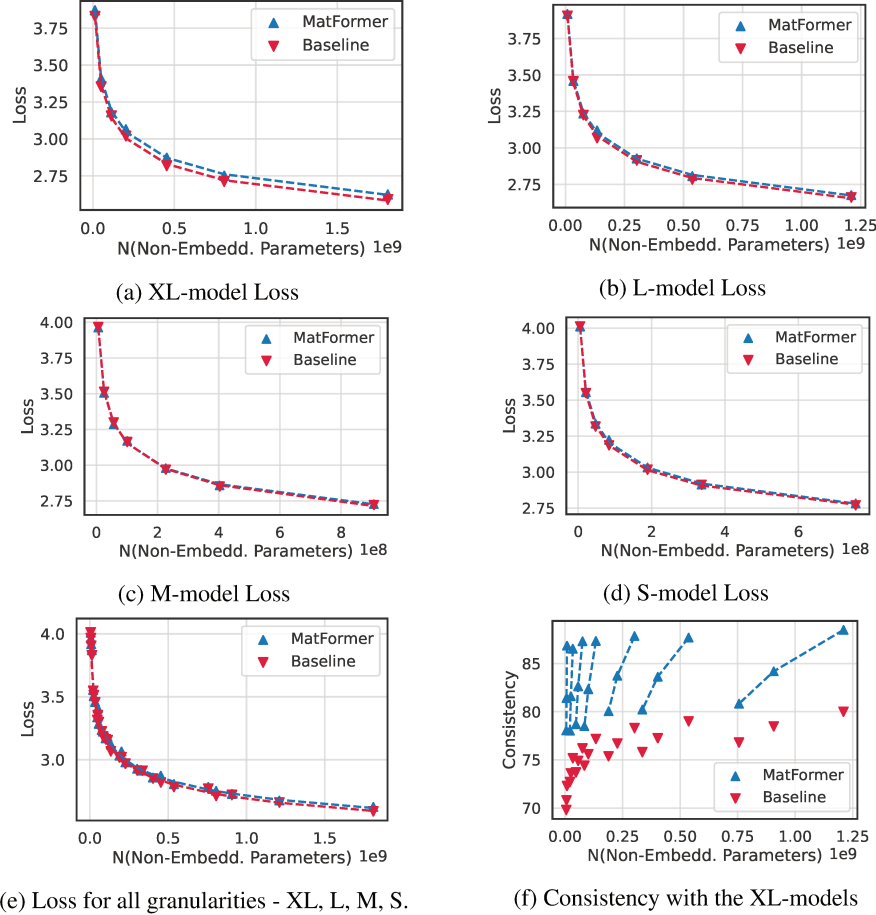 MatFormer
Baseline
Loss
3.75
3.50
3.25
3.00
2.75
0.0 0.5 1.0 1.5
N(Non-Embedd. Parameters) 1e9
(a) XL-model Loss
MatFormer
Baseline
Loss
3.75
3.50
3.25
3.00
2.75
0.00 0.25 0.50 0.75 1.00 1.25
N(Non-Embedd. Parameters) 1e9
(b) L-model Loss
MatFormer
Baseline
Loss
4.00
3.75
3.50
3.25
3.00
2.75
0 2 4 6 8
N(Non-Embedd. Parameters) 1e8
(c) M-model Loss
MatFormer
Baseline
Loss
4.00
3.75
3.50
3.25
3.00
2.75
0 2 4 6
N(Non-Embedd. Parameters) 1e8
(d) S-model Loss
MatFormer
Baseline
Loss
4.0
3.5
3.0
0.0 0.5 1.0 1.5
N(Non-Embedd. Parameters) 1e9
(e) Loss for all granularities - XL, L, M, S.
Consistency
85
80
75
70
MatFormer
Baseline
0.00 0.25 0.50 0.75 1.00 1.25
N(Non-Embedd. Parameters) 1e9
(f) Consistency with the XL-models